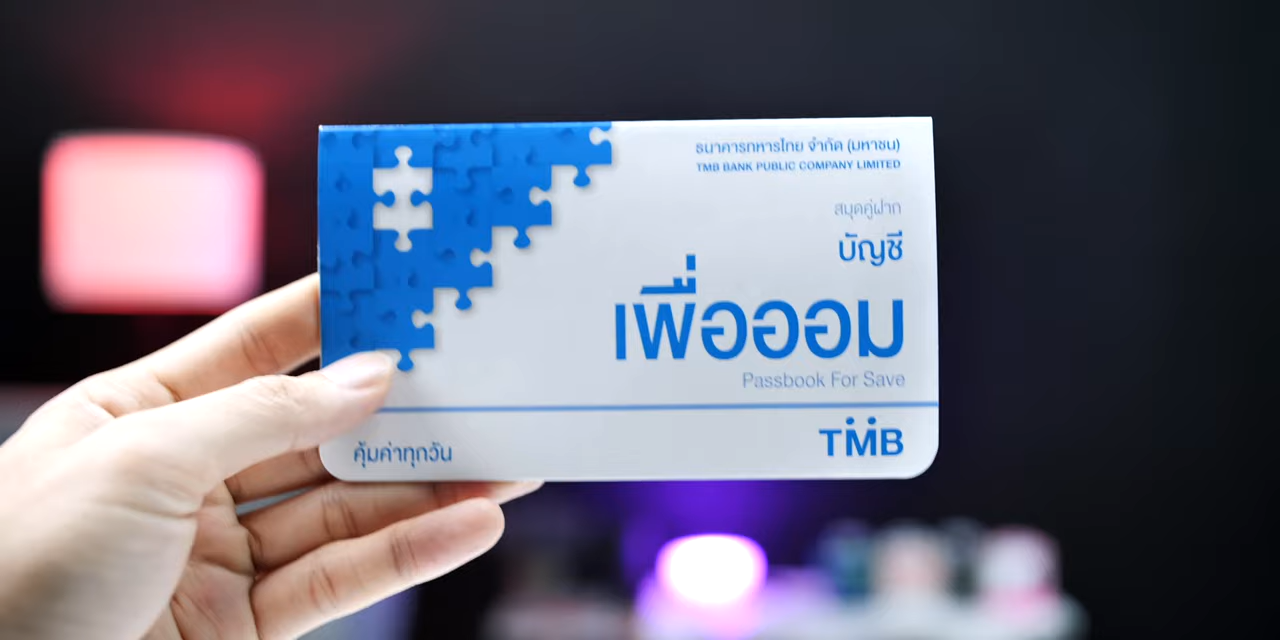 ธนาคารทหารไทย จำกัด (มหาชน)
TMB BANK PUBLIC COMPANY LIMITED
สมุดคู่ฝาก
บัญชี
เพื่อออม
Passbook For Save
TMB
คุ้มค่าทุกวัน